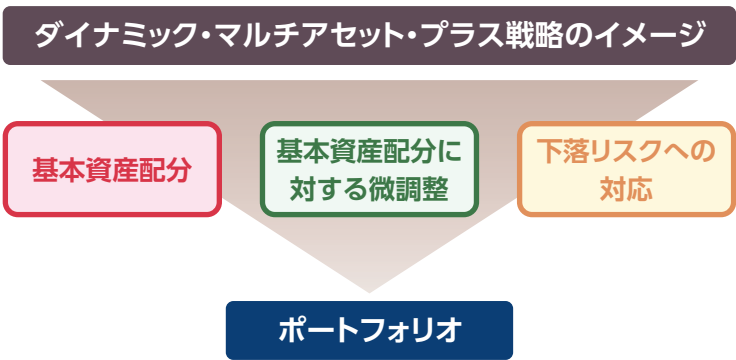 ダイナミック・マルチアセット・プラス戦略のイメージ
基本資産配分
基本資産配分に
対する微調整
下落リスクへの
対応
ポートフォリオ